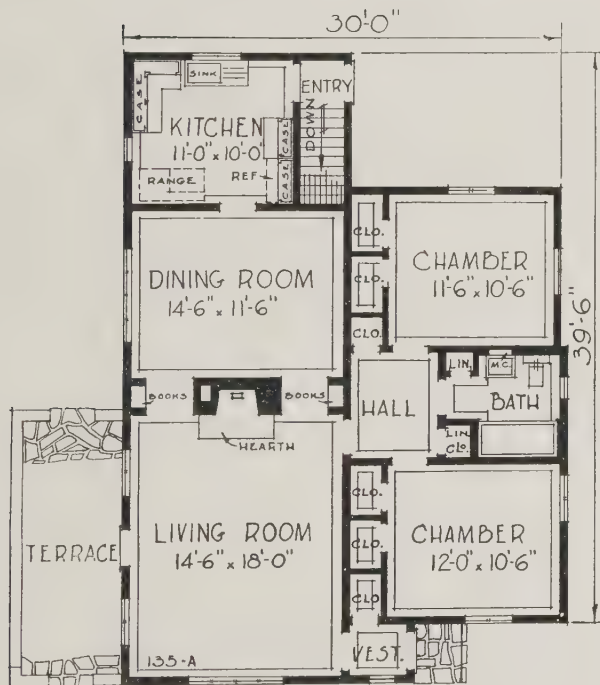 30'-0"
SINK
ENTRY
CASE
DOWN
KITCHEN
11'-0" x 10'-0"
CASE
RANGE
REF.
CASE
CLO.
CHAMBER
11'-6" x 10'-6"
DINING ROOM
14'-6" x 11'-6"
CLO.
39'-6"
CLO.
LIN.
M.C.
BOOKS
BOOKS
HALL
BATH
HEARTH
LIN.
CLO.
CLO.
LIVING ROOM
14'-6" x 18'-0"
CHAMBER
12'-0" x 10'-6"
TERRACE
CLO.
CLO
VEST.
135-A